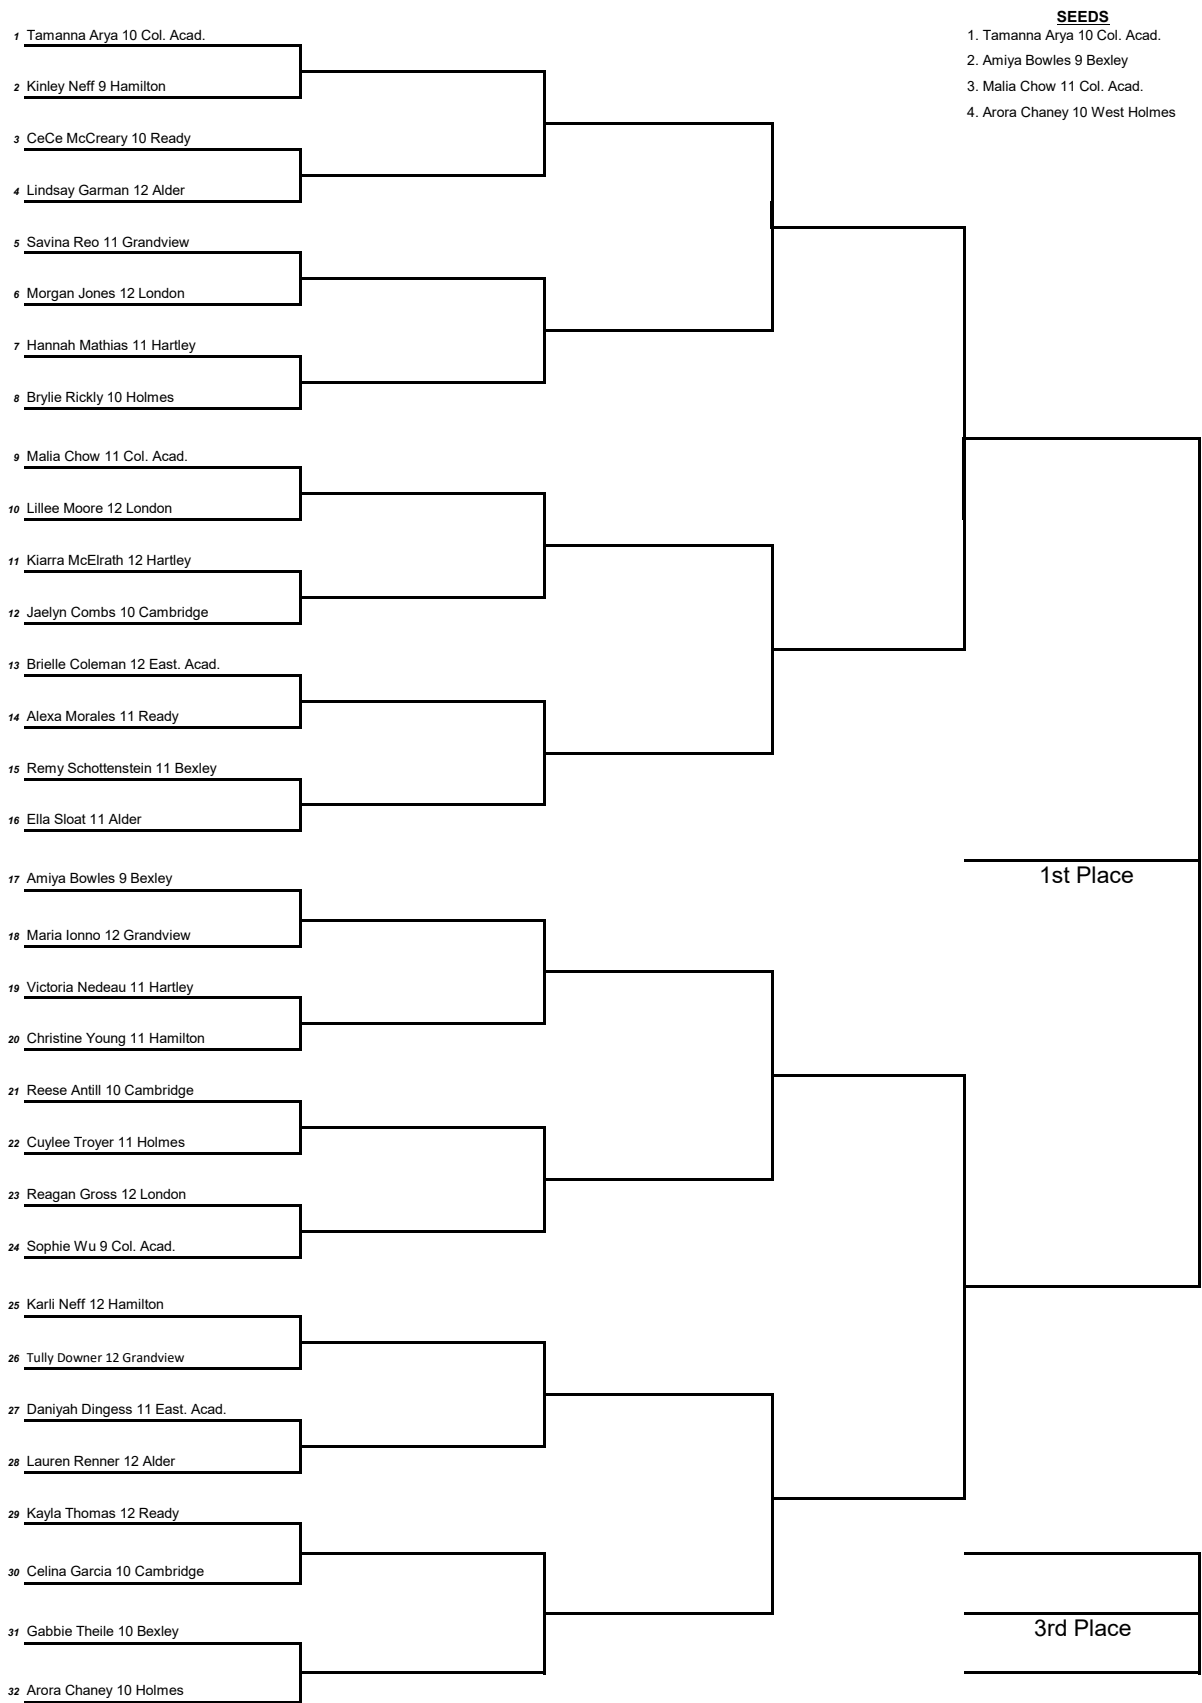 SEEDS
1. Tamanna Arya 10 Col. Acad.
2. Amiya Bowles 9 Bexley
3. Malia Chow 11 Col. Acad.
4. Arora Chaney 10 West Holmes
1 Tamanna Arya 10 Col. Acad.
2 Kinley Neff 9 Hamilton
3 CeCe McCreary 10 Ready
4 Lindsay Garman 12 Alder
5 Savina Reo 11 Grandview
6 Morgan Jones 12 London
7 Hannah Mathias 11 Hartley
8 Brylie Rickly 10 Holmes
9 Malia Chow 11 Col. Acad.
10 Lillee Moore 12 London
11 Kiarra McElrath 12 Hartley
12 Jaelyn Combs 10 Cambridge
13 Brielle Coleman 12 East. Acad.
14 Alexa Morales 11 Ready
15 Remy Schottenstein 11 Bexley
16 Ella Sloat 11 Alder
1st Place
17 Amiya Bowles 9 Bexley
18 Maria Ionno 12 Grandview
19 Victoria Nedeau 11 Hartley
20 Christine Young 11 Hamilton
21 Reese Antill 10 Cambridge
22 Cuylee Troyer 11 Holmes
23 Reagan Gross 12 London
24 Sophie Wu 9 Col. Acad.
25 Karli Neff 12 Hamilton
26 Tully Downer 12 Grandview
27 Daniyah Dingess 11 East. Acad.
28 Lauren Renner 12 Alder
29 Kayla Thomas 12 Ready
30 Celina Garcia 10 Cambridge
31 Gabbie Theile 10 Bexley
3rd Place
32 Arora Chaney 10 Holmes